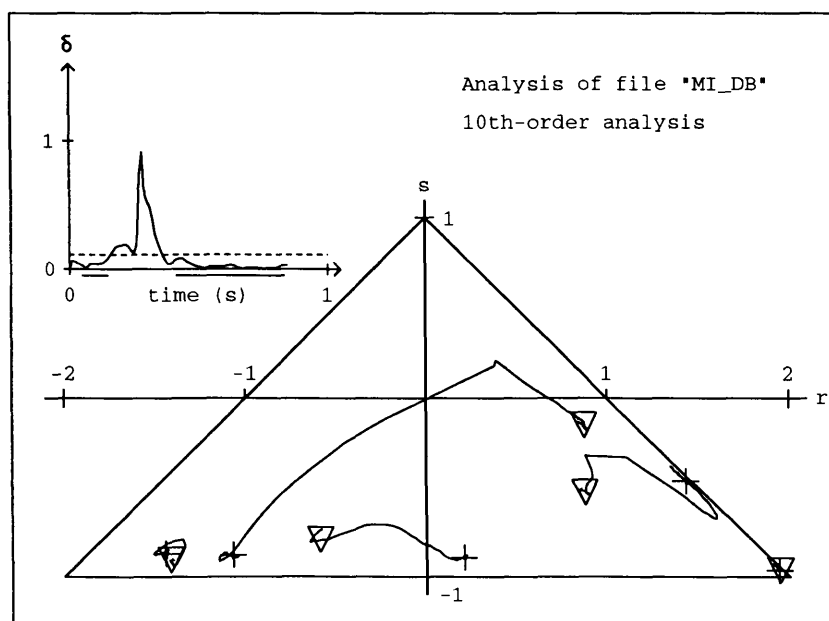 δ
Analysis of file "MI_DB"
10th-order analysis
1
0
0 time (s) 1
s
1
-2 -1 1 2
r
-1